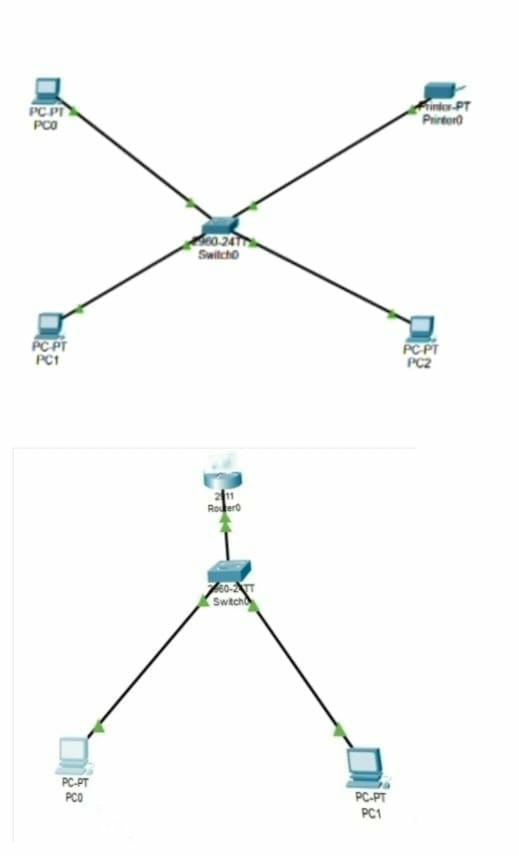 PC-PT
PC0
Printer-PT
Printer0
2960-24TT
Switch0
PC-PT
PC1
PC-PT
PC2
2911
Router0
2960-24TT
Switch0
PC-PT
PC0
PC-PT
PC1